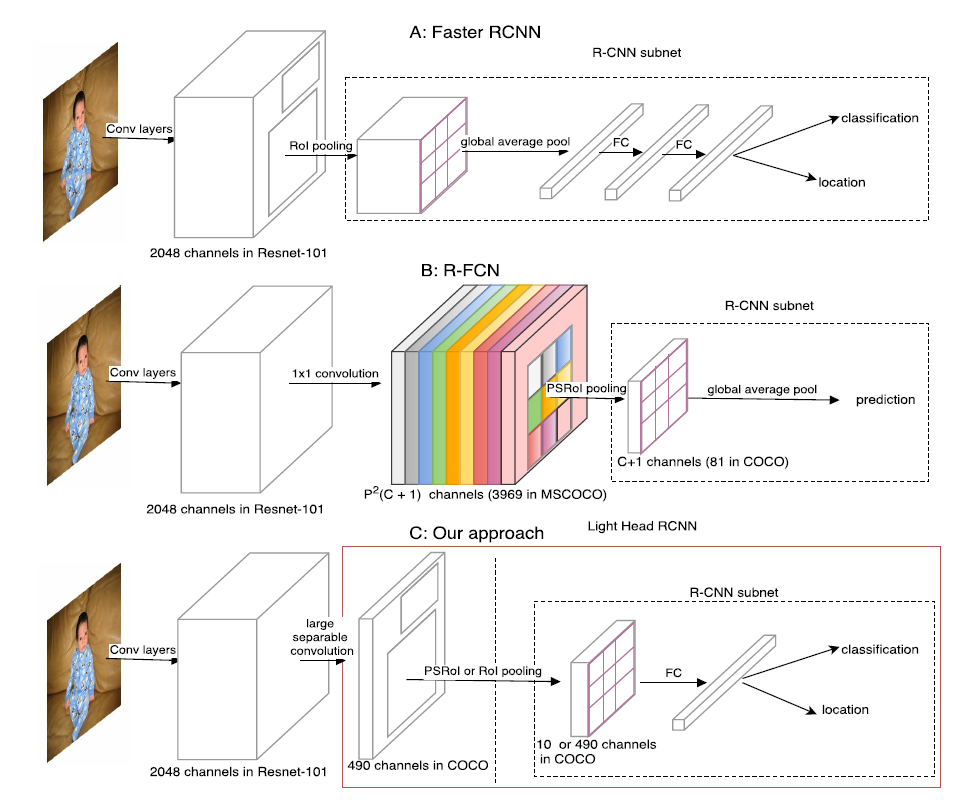 A: Faster RCNN
R-CNN subnet
Conv layers
RoI pooling
global average pool
FC
FC
classification
location
2048 channels in Resnet-101
B: R-FCN
R-CNN subnet
Conv layers
1x1 convolution
PSRoI pooling
global average pool
prediction
C+1 channels (81 in COCO)
P²(C + 1) channels (3969 in MSCOCO)
2048 channels in Resnet-101
C: Our approach
Light Head RCNN
R-CNN subnet
Conv layers
large
separable
convolution
PSRoI or RoI pooling
FC
classification
location
10 or 490 channels
in COCO
490 channels in COCO
2048 channels in Resnet-101